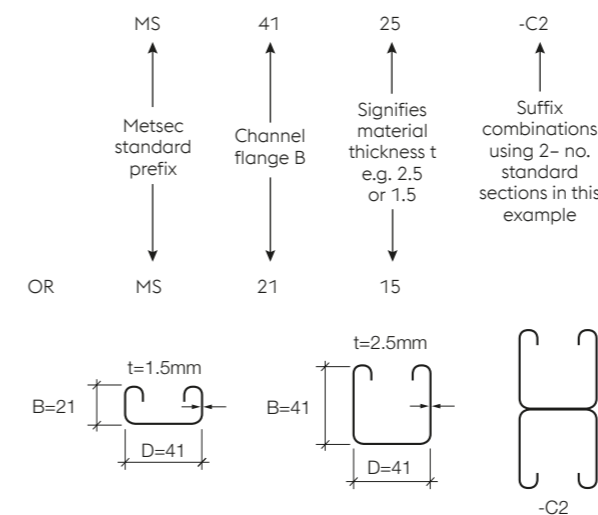 MS 41 25 -C2
Metsec
standard
prefix
Channel
flange B
Signifies
material
thickness t
e.g. 2.5
or 1.5
Suffix
combinations
using 2– no.
standard
sections in this
example
OR MS 21 15
t=1.5mm
B=21
D=41
t=2.5mm
B=41
D=41
-C2